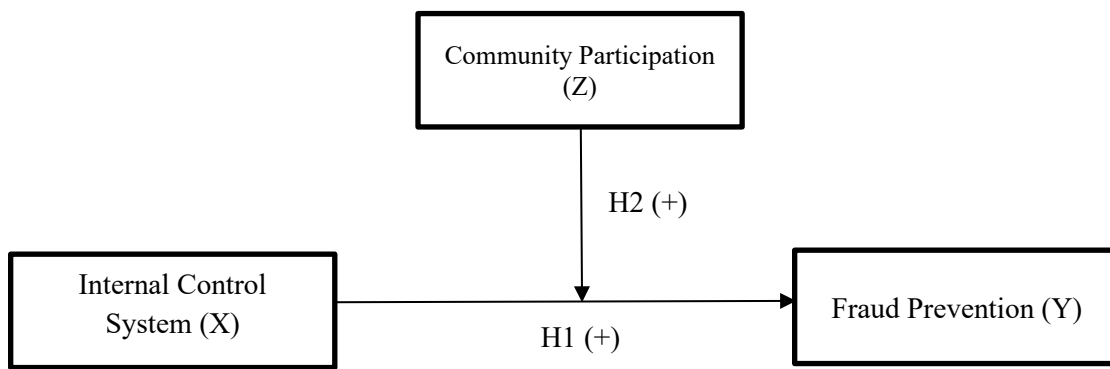 Community Participation
(Z)
H2 (+)
Internal Control
System (X)
Fraud Prevention (Y)
H1 (+)